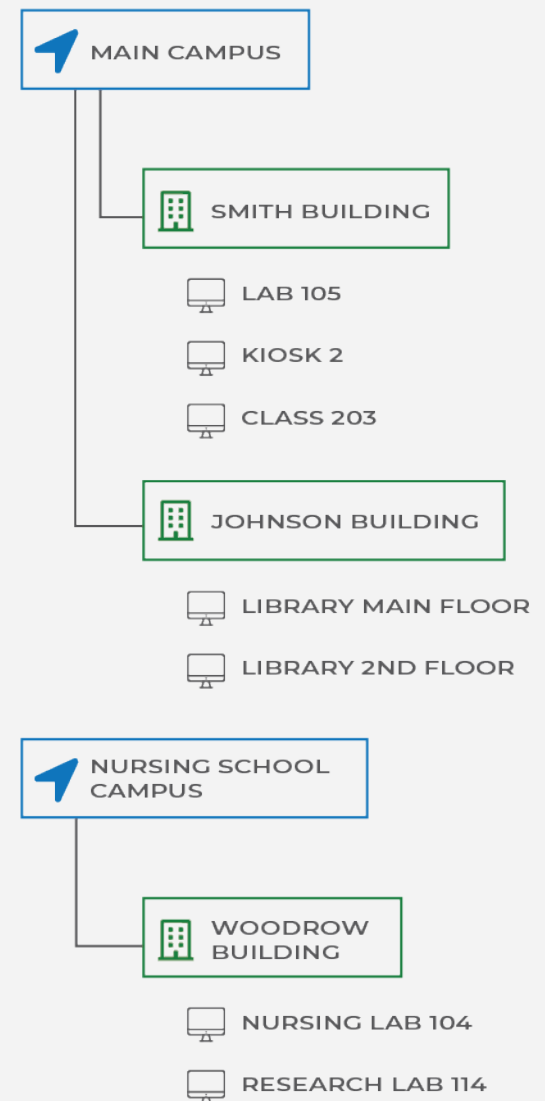 MAIN CAMPUS
SMITH BUILDING
LAB 105
KIOSK 2
CLASS 203
JOHNSON BUILDING
LIBRARY MAIN FLOOR
LIBRARY 2ND FLOOR
NURSING SCHOOL
CAMPUS
WOODROW
BUILDING
NURSING LAB 104
RESEARCH LAB 114